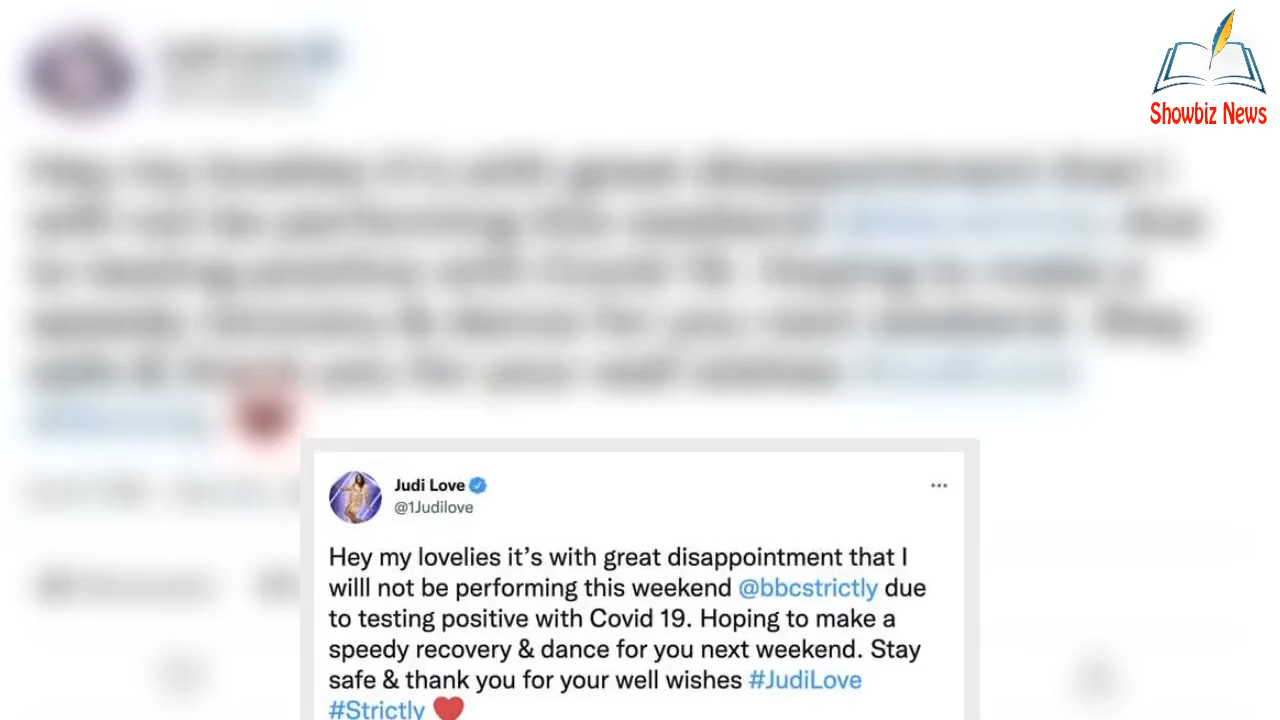 Showbiz News
Judi Love
@1Judilove
Hey my lovelies it's with great disappointment that I
willl not be performing this weekend @bbcstrictly due
to testing positive with Covid 19. Hoping to make a
speedy recovery & dance for you next weekend. Stay
safe & thank you for your well wishes #JudiLove
#Strictly ❤️